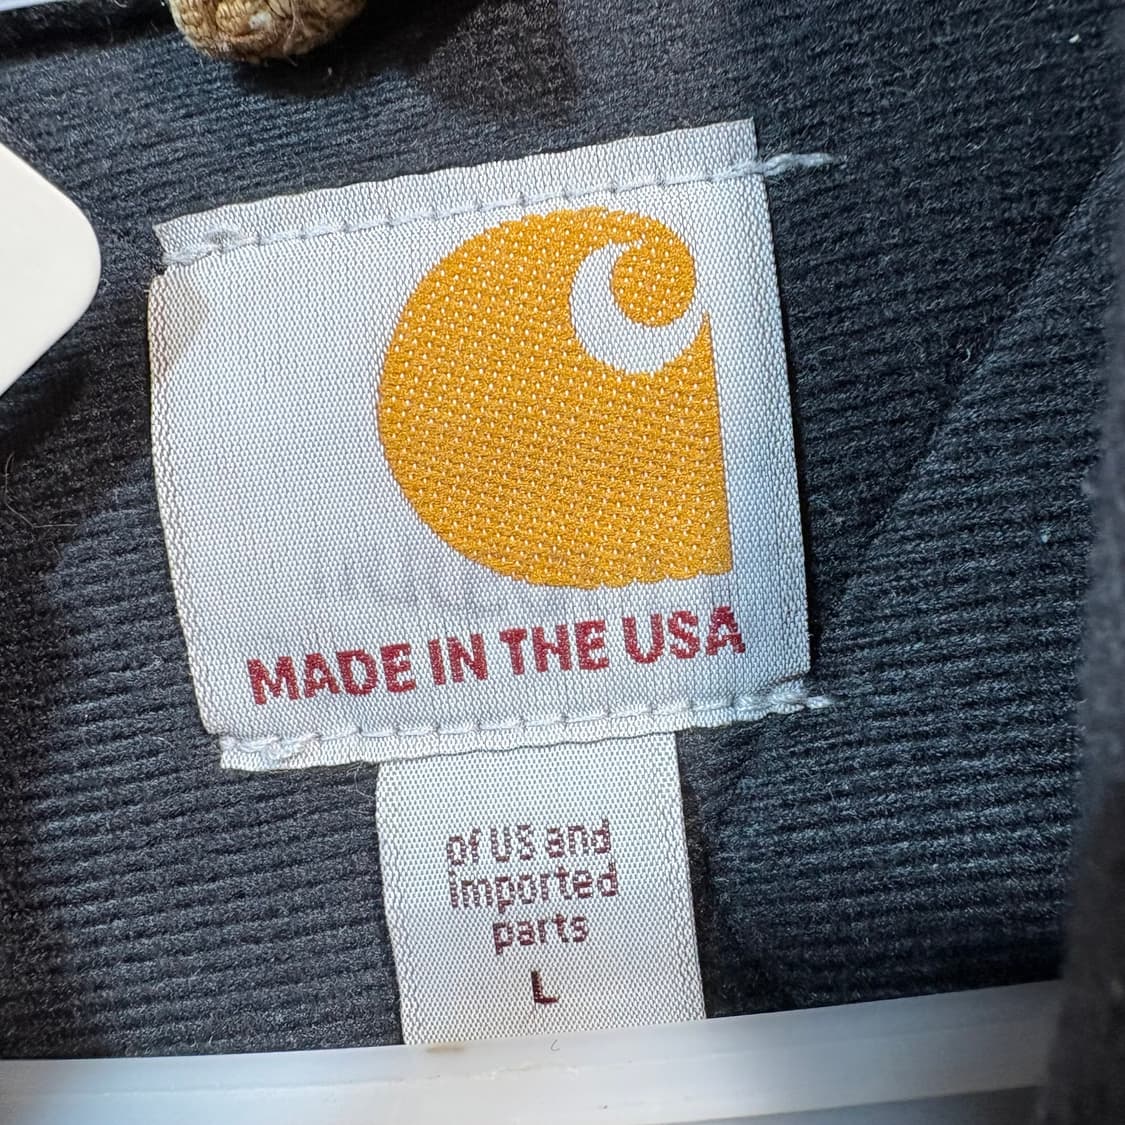 MADE IN THE USA
of US and
imported
parts
L